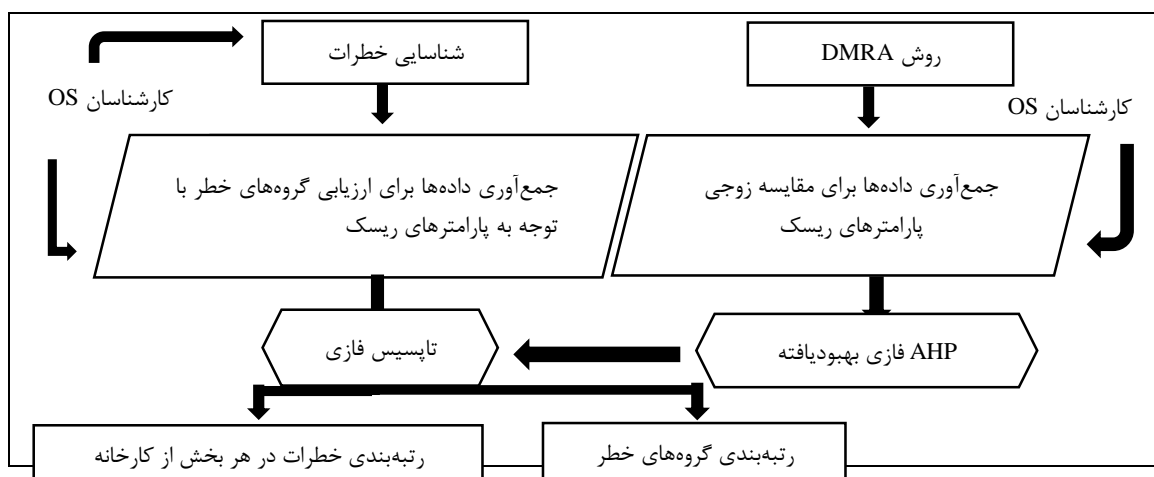 روش DMRA
شناسایی خطرات
کارشناسان OS
کارشناسان OS
جمع‌آوری داده‌ها برای مقایسه زوجی
پارامترهای ریسک
جمع‌آوری داده‌ها برای ارزیابی گروه‌های خطر با
توجه به پارامترهای ریسک
AHP فازی بهبودیافته
تاپسیس فازی
رتبه‌بندی گروه‌های خطر
رتبه‌بندی خطرات در هر بخش از کارخانه